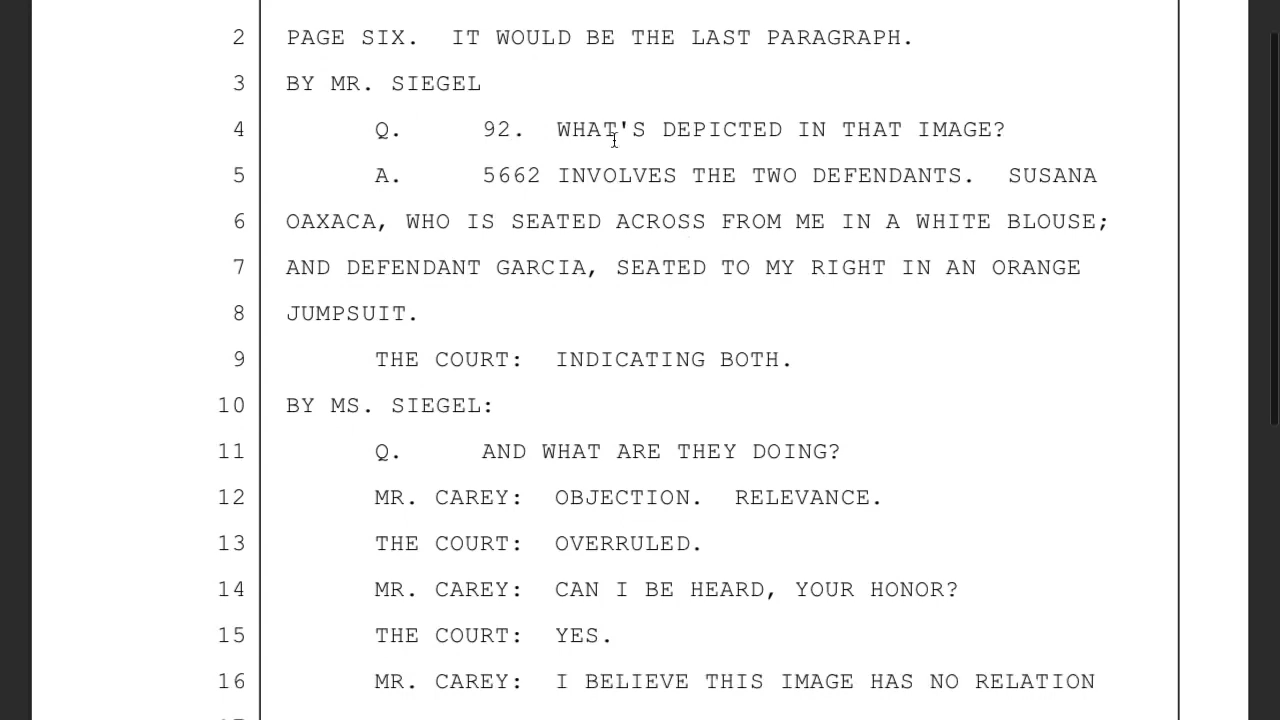 2 PAGE SIX. IT WOULD BE THE LAST PARAGRAPH.
3 BY MR. SIEGEL
4 Q. 92. WHAT'S DEPICTED IN THAT IMAGE?
5 A. 5662 INVOLVES THE TWO DEFENDANTS. SUSANA
6 OAXACA, WHO IS SEATED ACROSS FROM ME IN A WHITE BLOUSE;
7 AND DEFENDANT GARCIA, SEATED TO MY RIGHT IN AN ORANGE
8 JUMPSUIT.
9 THE COURT: INDICATING BOTH.
10 BY MS. SIEGEL:
11 Q. AND WHAT ARE THEY DOING?
12 MR. CAREY: OBJECTION. RELEVANCE.
13 THE COURT: OVERRULED.
14 MR. CAREY: CAN I BE HEARD, YOUR HONOR?
15 THE COURT: YES.
16 MR. CAREY: I BELIEVE THIS IMAGE HAS NO RELATION